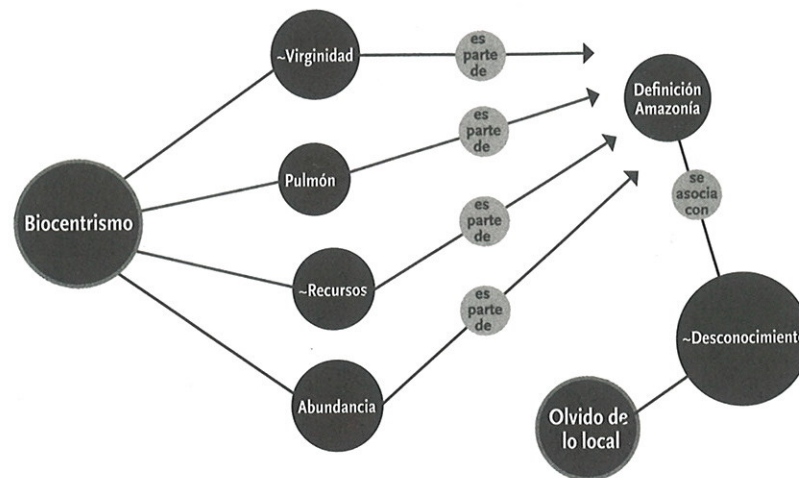 ~Virginidad
es
parte
de
Definición
Amazonía
es
parte
de
Pulmón
se
asocia
con
Biocentrismo
es
parte
de
~Recursos
es
parte
de
~Desconocimiento
Abundancia
Olvido de
lo local